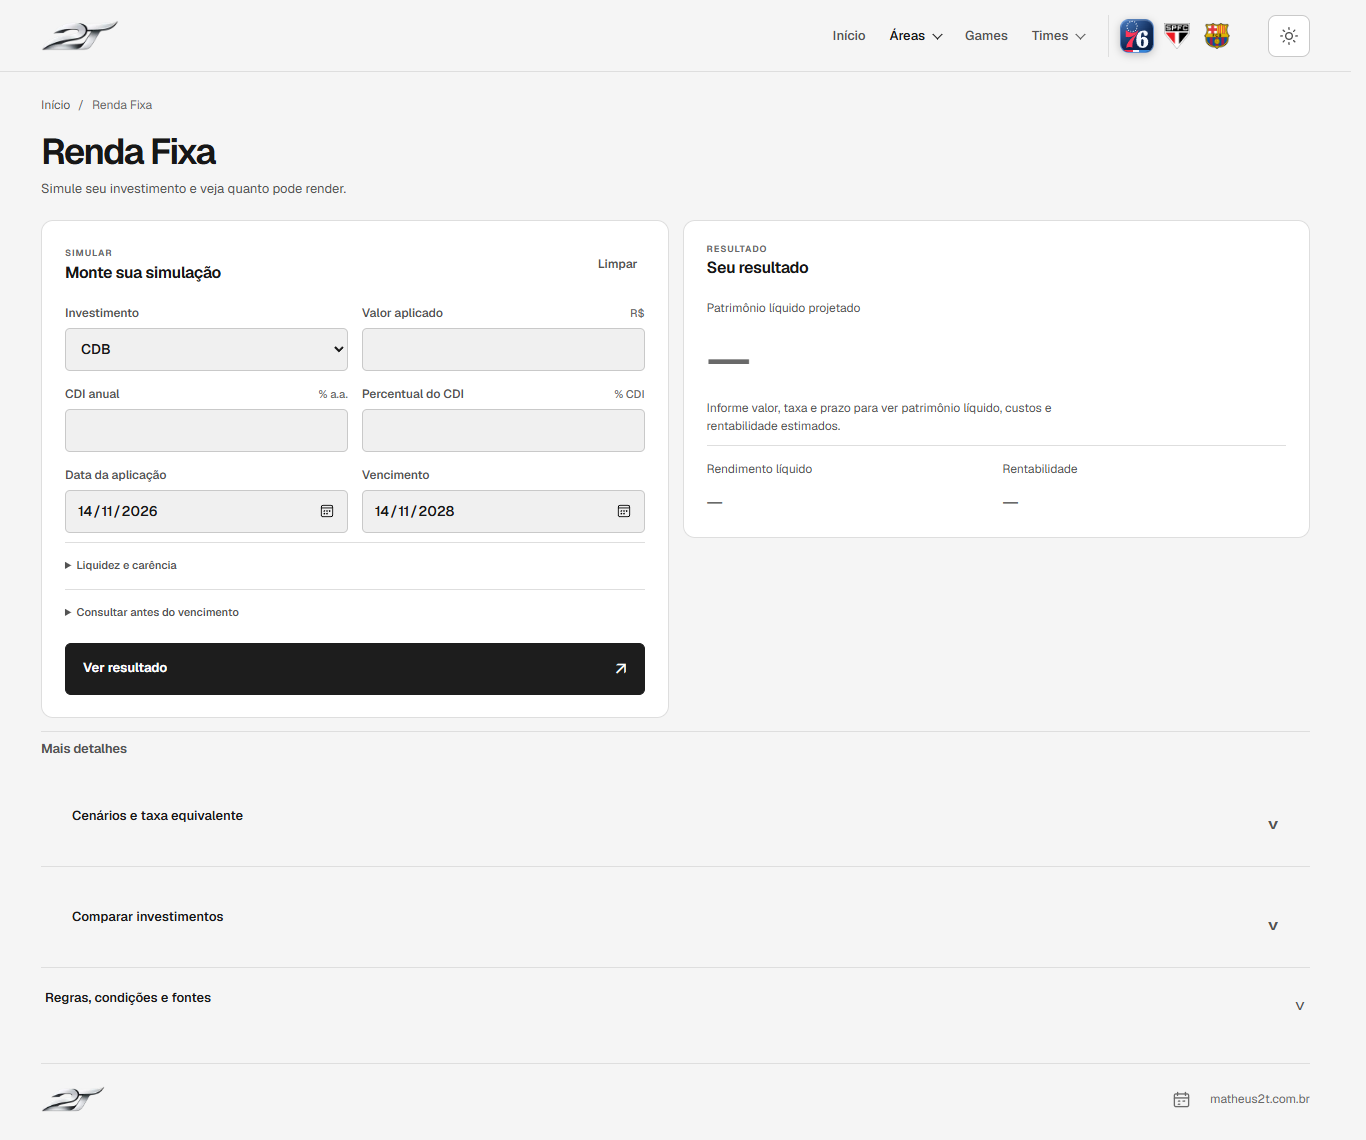 2T
Início
Áreas
Games
Times
76
SPFC
Início / Renda Fixa
Renda Fixa
Simule seu investimento e veja quanto pode render.
SIMULAR
Monte sua simulação
Limpar
Investimento
CDB
Valor aplicado
R$
CDI anual
% a.a.
Percentual do CDI
% CDI
Data da aplicação
14/11/2026
Vencimento
14/11/2028
Liquidez e carência
Consultar antes do vencimento
Ver resultado
RESULTADO
Seu resultado
Patrimônio líquido projetado
—
Informe valor, taxa e prazo para ver patrimônio líquido, custos e
rentabilidade estimados.
Rendimento líquido
—
Rentabilidade
—
Mais detalhes
Cenários e taxa equivalente
v
Comparar investimentos
v
Regras, condições e fontes
v
2T
matheus2t.com.br